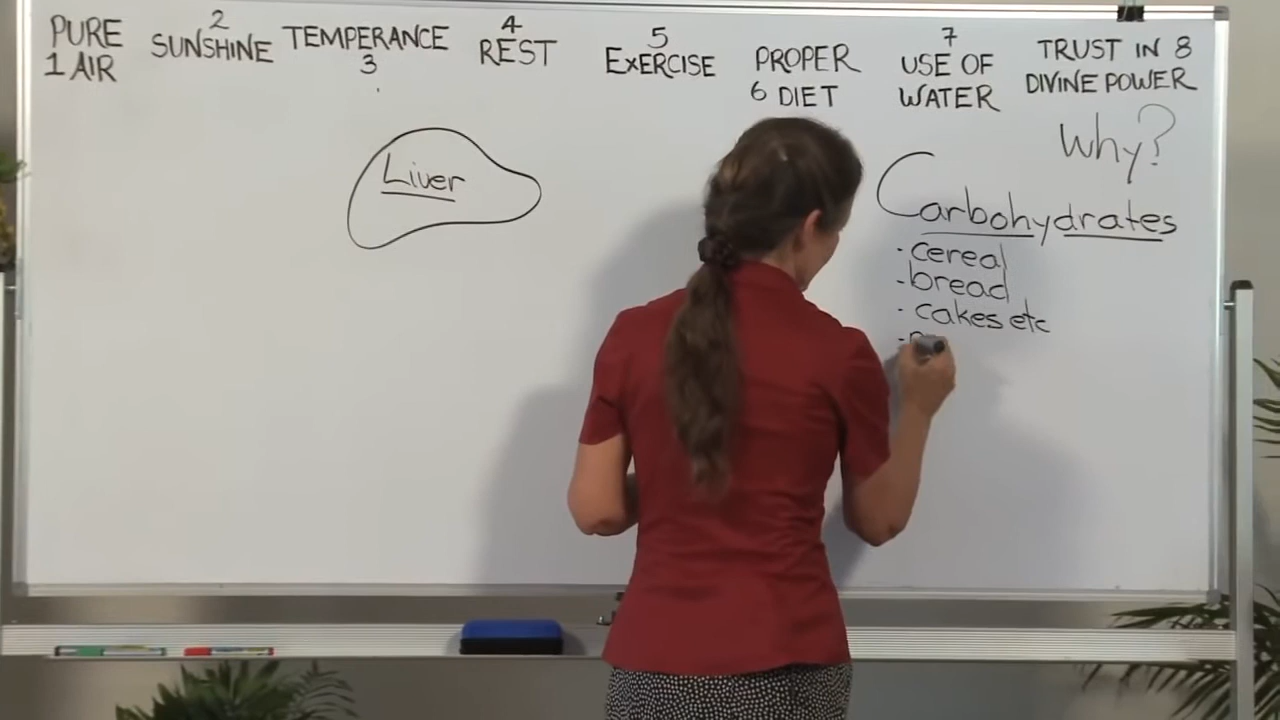 PURE
1 AIR
2
SUNSHINE
TEMPERANCE
3
4
REST
5
EXERCISE
PROPER
6 DIET
7
USE OF
WATER
TRUST IN 8
DIVINE POWER
Why?
Liver
Carbohydrates
· cereal
· bread
· cakes etc